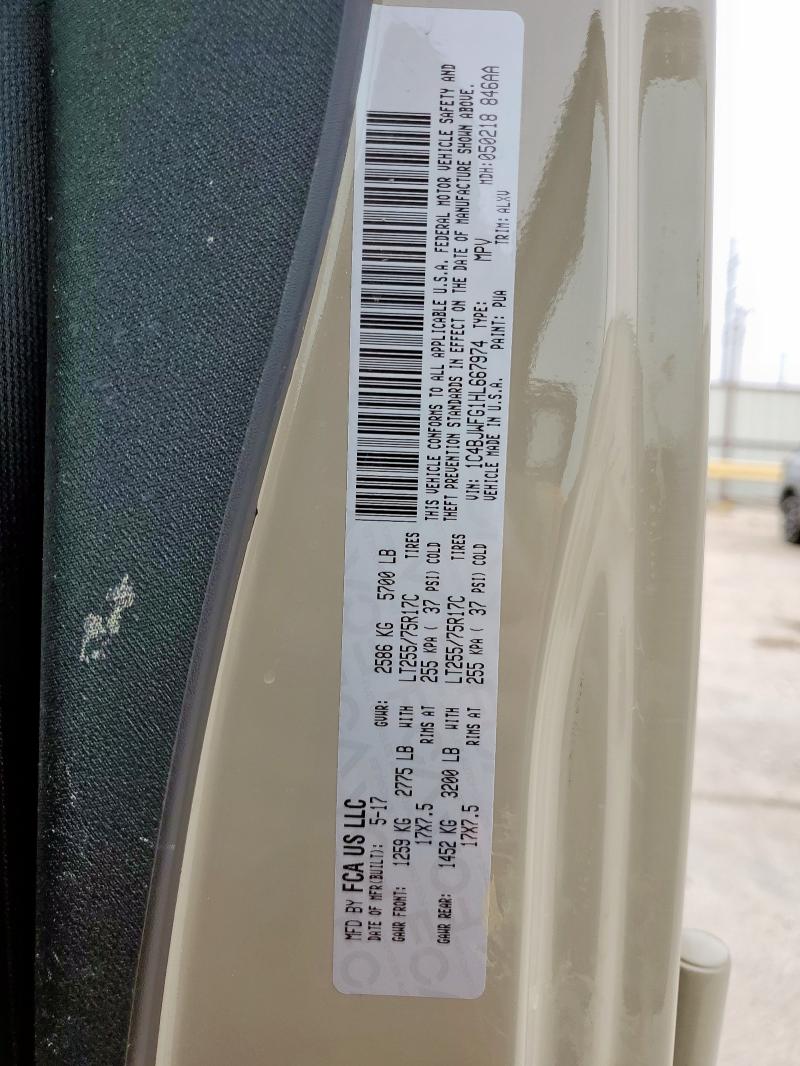 MFD BY FCA US LLC
DATE OF MFR(BUILT): 5-17 GVWR: 2586 KG 5700 LB
GAWR FRONT: 1259 KG 2775 LB WITH LT255/75R17C TIRES
17X7.5 RIMS AT 255 KPA ( 37 PSI) COLD
GAWR REAR: 1452 KG 3200 LB WITH LT255/75R17C TIRES
17X7.5 RIMS AT 255 KPA ( 37 PSI) COLD
THIS VEHICLE CONFORMS TO ALL APPLICABLE U.S.A. FEDERAL MOTOR VEHICLE SAFETY AND
THEFT PREVENTION STANDARDS IN EFFECT ON THE DATE OF MANUFACTURE SHOWN ABOVE.
VIN: 1C4BJWFG1HL667974 TYPE: MPV MDH:050218 846AA
VEHICLE MADE IN U.S.A. PAINT: PUA TRIM: ALXV